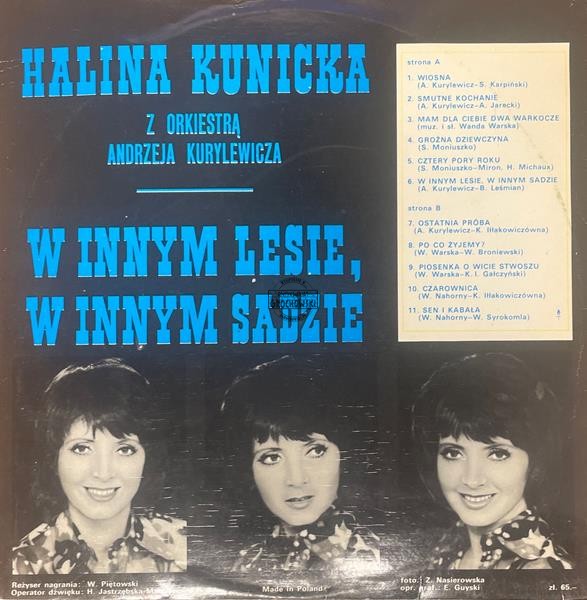 HALINA KUNICKA
Z ORKIESTRĄ
ANDRZEJA KURYLEWICZA
W INNYM LESIE,
W INNYM SADZIE
GROCHOWSKI
strona A
1. WIOSNA
(A. Kurylewicz-S. Karpiński)
2. SMUTNE KOCHANIE
(A. Kurylewicz-A. Jarecki)
3. MAM DLA CIEBIE DWA WARKOCZE
(muz. i sł. Wanda Warska)
4. GROŹNA DZIEWCZYNA
(S. Moniuszko)
5. CZTERY PORY ROKU
(S. Moniuszko-Miron, H. Michaux)
6. W INNYM LESIE, W INNYM SADZIE
(A. Kurylewicz-B. Leśmian)
strona B
7. OSTATNIA PRÓBA
(A. Kurylewicz-K. Iłłakowiczówna)
8. PO CO ŻYJEMY?
(W. Warska-W. Broniewski)
9. PIOSENKA O WICIE STWOSZU
(W. Warska-K. I. Gałczyński)
10. CZAROWNICA
(W. Nahorny-K. Iłłakowiczówna)
11. SEN I KABAŁA
(W. Nahorny-W. Syrokomla)
Reżyser nagrania: W. Piętowski
Operator dźwięku: H. Jastrzębska-
Made in Poland
foto.: Z. Nasierowska
opr. graf.: E. Guyski
zł. 65.-